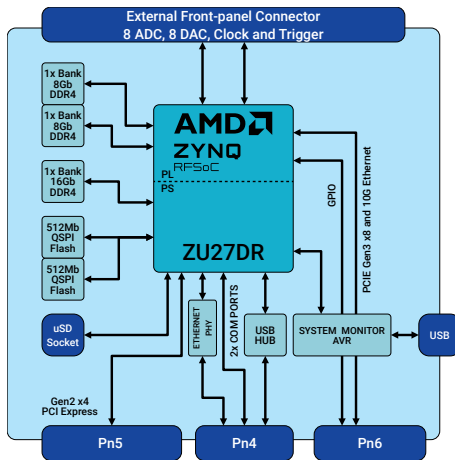 External Front-panel Connector
8 ADC, 8 DAC, Clock and Trigger
1x Bank
8Gb
DDR4
1x Bank
8Gb
DDR4
1x Bank
16Gb
DDR4
512Mb
QSPI
Flash
512Mb
QSPI
Flash
uSD
Socket
AMD
ZYNQ
RFSoC
PL
PS
ZU27DR
GPIO
PCIE Gen3 x8 and 10G Ethernet
ETHERNET
PHY
2x COM PORTS
USB
HUB
SYSTEM MONITOR
AVR
USB
Gen2 x4
PCI Express
Pn5
Pn4
Pn6